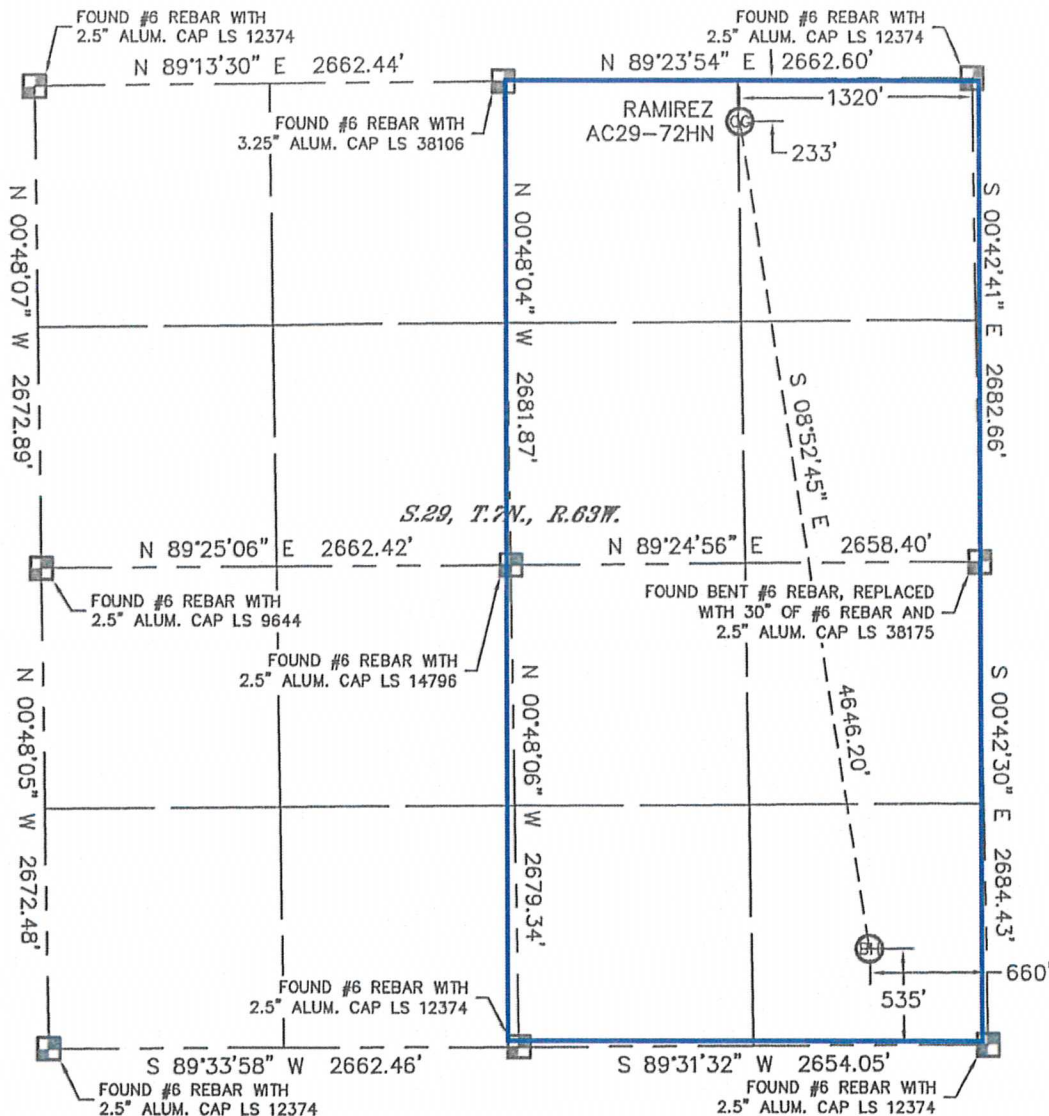 FOUND #6 REBAR WITH
2.5" ALUM. CAP LS 12374
FOUND #6 REBAR WITH
2.5" ALUM. CAP LS 12374
N 89°13'30" E 2662.44'
N 89°23'54" E 2662.60'
1320'
FOUND #6 REBAR WITH
3.25" ALUM. CAP LS 38106
RAMIREZ
AC29-72HN
233'
N 00°48'07" W 2672.89'
N 00°48'04" W 2681.87'
S 08°52'45" E 4646.20'
S 00°42'41" E 2682.66'
S.29, T.7N., R.63W.
N 89°25'06" E 2662.42'
N 89°24'56" E 2658.40'
FOUND #6 REBAR WITH
2.5" ALUM. CAP LS 9644
FOUND BENT #6 REBAR, REPLACED
WITH 30" OF #6 REBAR AND
2.5" ALUM. CAP LS 38175
FOUND #6 REBAR WITH
2.5" ALUM. CAP LS 14796
N 00°48'05" W 2672.48'
N 00°48'06" W 2679.34'
S 00°42'30" E 2684.43'
BH
660'
535'
FOUND #6 REBAR WITH
2.5" ALUM. CAP LS 12374
S 89°33'58" W 2662.46'
S 89°31'32" W 2654.05'
FOUND #6 REBAR WITH
2.5" ALUM. CAP LS 12374
FOUND #6 REBAR WITH
2.5" ALUM. CAP LS 12374